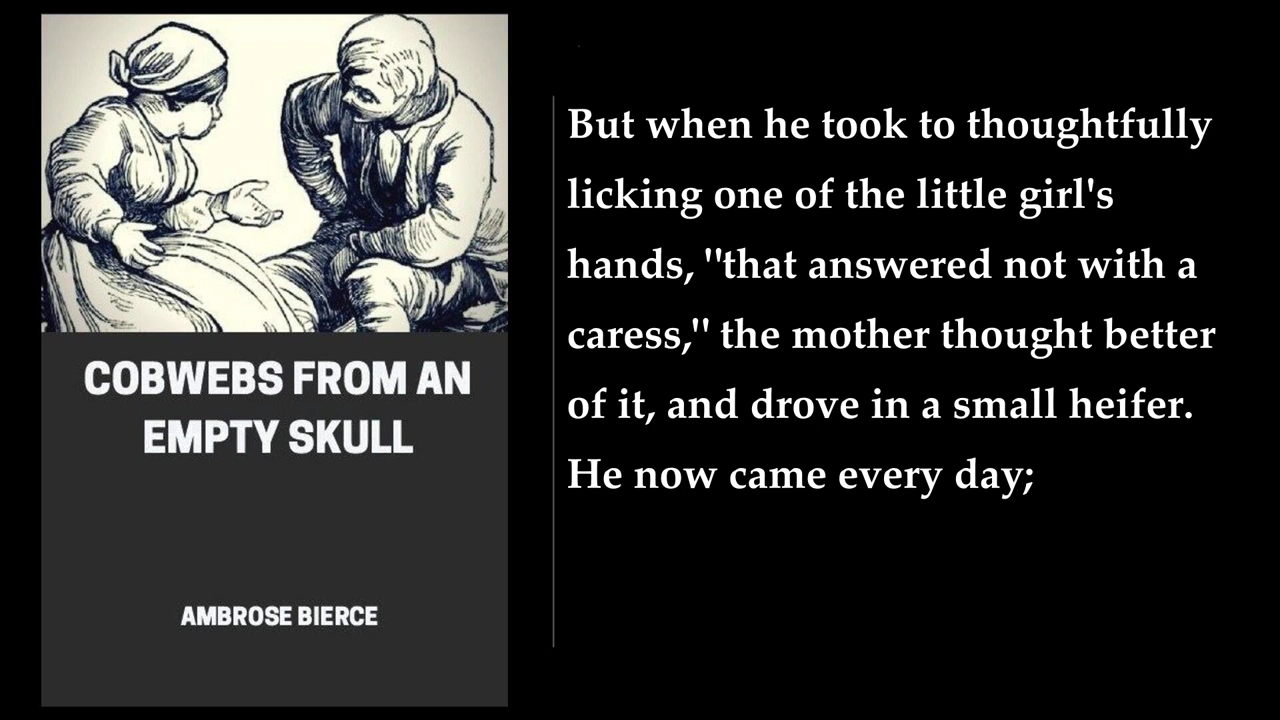 COBWEBS FROM AN
EMPTY SKULL
AMBROSE BIERCE
But when he took to thoughtfully
licking one of the little girl's
hands, "that answered not with a
caress," the mother thought better
of it, and drove in a small heifer.
He now came every day;